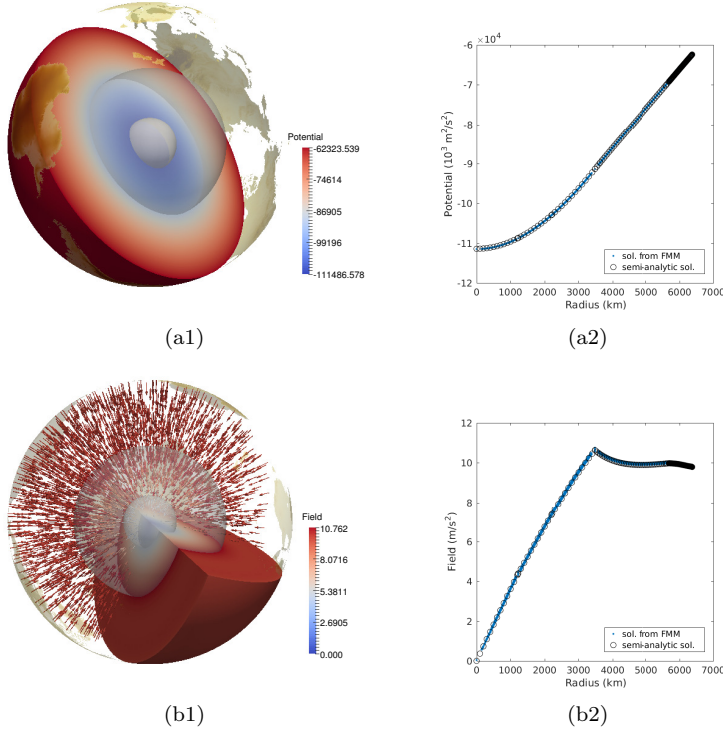 Potential
-62323.539
-74614
-86905
-99196
-111486.578
(a1)
×10⁴
-6
-7
-8
-9
-10
-11
-12
Potential (10³ m/s²)
sol. from FMM
semi-analytic sol.
0 1000 2000 3000 4000 5000 6000 7000
Radius (km)
(a2)
Field
10.762
8.0716
5.3811
2.6905
0.000
(b1)
12
10
8
6
4
2
0
Field (m/s²)
sol. from FMM
semi-analytic sol.
0 1000 2000 3000 4000 5000 6000 7000
Radius (km)
(b2)